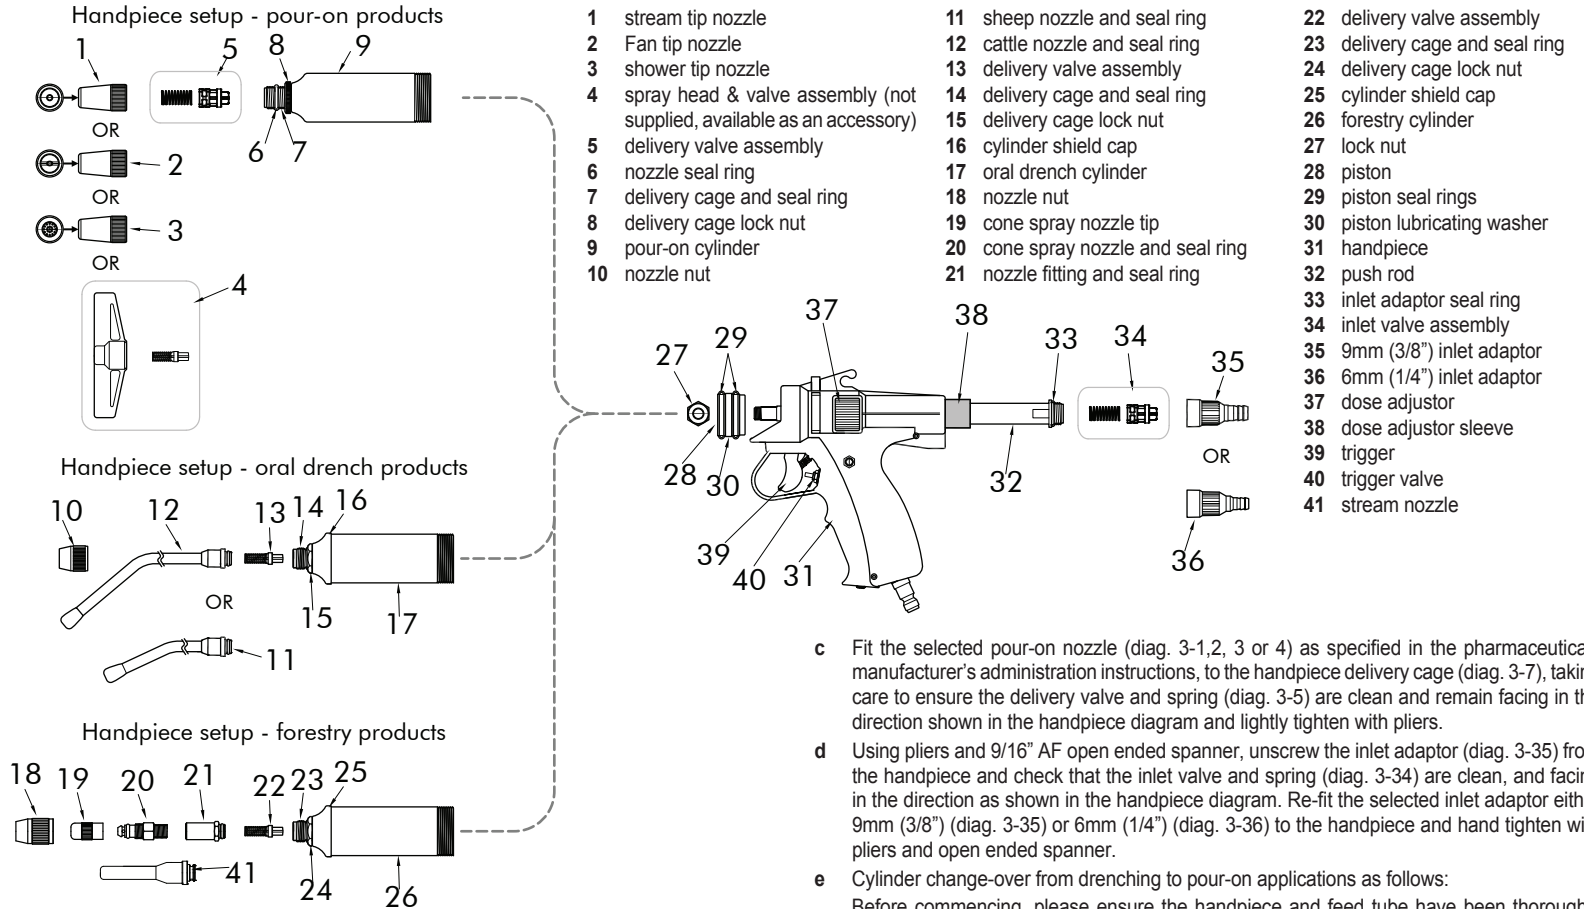 Handpiece setup - pour-on products
1
5
8
9
OR
6
7
2
OR
3
OR
4
Handpiece setup - oral drench products
10
12
13
14
16
OR
15
17
11
Handpiece setup - forestry products
18
19
20
21
22
23
25
41
24
26
1 stream tip nozzle
2 Fan tip nozzle
3 shower tip nozzle
4 spray head & valve assembly (not
supplied, available as an accessory)
5 delivery valve assembly
6 nozzle seal ring
7 delivery cage and seal ring
8 delivery cage lock nut
9 pour-on cylinder
10 nozzle nut
11 sheep nozzle and seal ring
12 cattle nozzle and seal ring
13 delivery valve assembly
14 delivery cage and seal ring
15 delivery cage lock nut
16 cylinder shield cap
17 oral drench cylinder
18 nozzle nut
19 cone spray nozzle tip
20 cone spray nozzle and seal ring
21 nozzle fitting and seal ring
22 delivery valve assembly
23 delivery cage and seal ring
24 delivery cage lock nut
25 cylinder shield cap
26 forestry cylinder
27 lock nut
28 piston
29 piston seal rings
30 piston lubricating washer
31 handpiece
32 push rod
33 inlet adaptor seal ring
34 inlet valve assembly
35 9mm (3/8”) inlet adaptor
36 6mm (1/4”) inlet adaptor
37 dose adjustor
38 dose adjustor sleeve
39 trigger
40 trigger valve
41 stream nozzle
27
29
37
38
33
34
35
28
30
32
OR
39
40
31
36
c Fit the selected pour-on nozzle (diag. 3-1,2, 3 or 4) as specified in the pharmaceutica
manufacturer’s administration instructions, to the handpiece delivery cage (diag. 3-7), takin
care to ensure the delivery valve and spring (diag. 3-5) are clean and remain facing in th
direction shown in the handpiece diagram and lightly tighten with pliers.
d Using pliers and 9/16” AF open ended spanner, unscrew the inlet adaptor (diag. 3-35) fro
the handpiece and check that the inlet valve and spring (diag. 3-34) are clean, and facin
in the direction as shown in the handpiece diagram. Re-fit the selected inlet adaptor eith
9mm (3/8”) (diag. 3-35) or 6mm (1/4”) (diag. 3-36) to the handpiece and hand tighten wi
pliers and open ended spanner.
e Cylinder change-over from drenching to pour-on applications as follows:
Before commencing, please ensure the handpiece and feed tube have been thorough